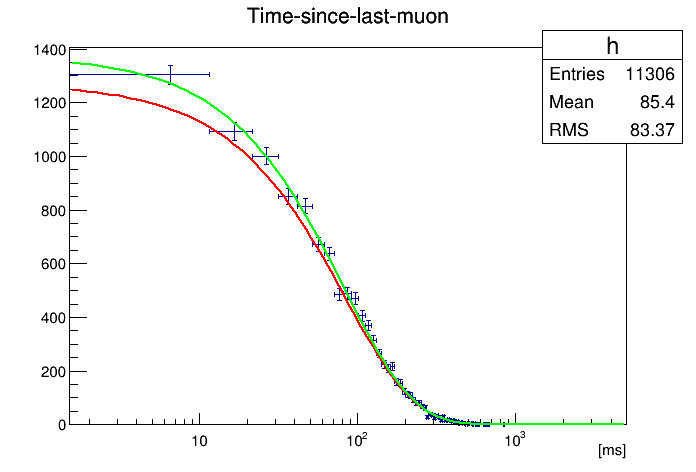 Time-since-last-muon
h
Entries 11306
Mean 85.4
RMS 83.37
1400
1200
1000
800
600
400
200
0
10 10² 10³
[ms]